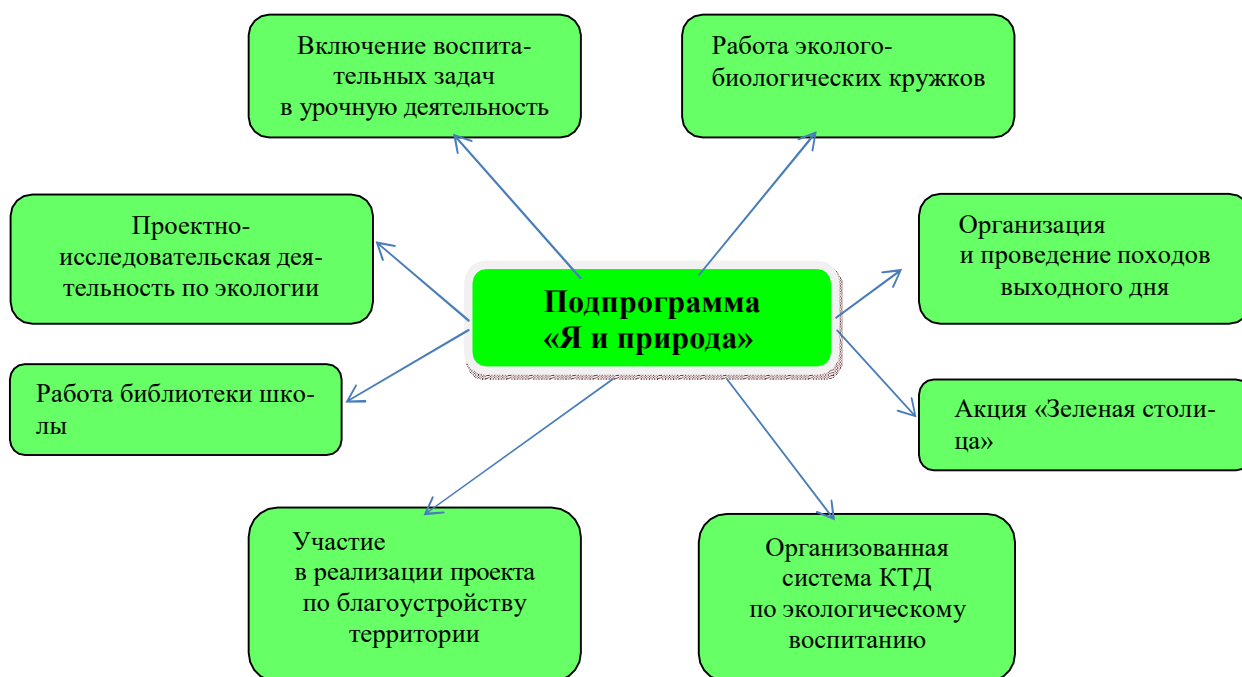 Включение воспита-
тельных задач
в урочную деятельность
Работа эколого-
биологических кружков
Проектно-
исследовательская дея-
тельность по экологии
Организация
и проведение походов
выходного дня
Подпрограмма
«Я и природа»
Работа библиотеки шко-
лы
Акция «Зеленая столи-
ца»
Участие
в реализации проекта
по благоустройству
территории
Организованная
система КТД
по экологическому
воспитанию